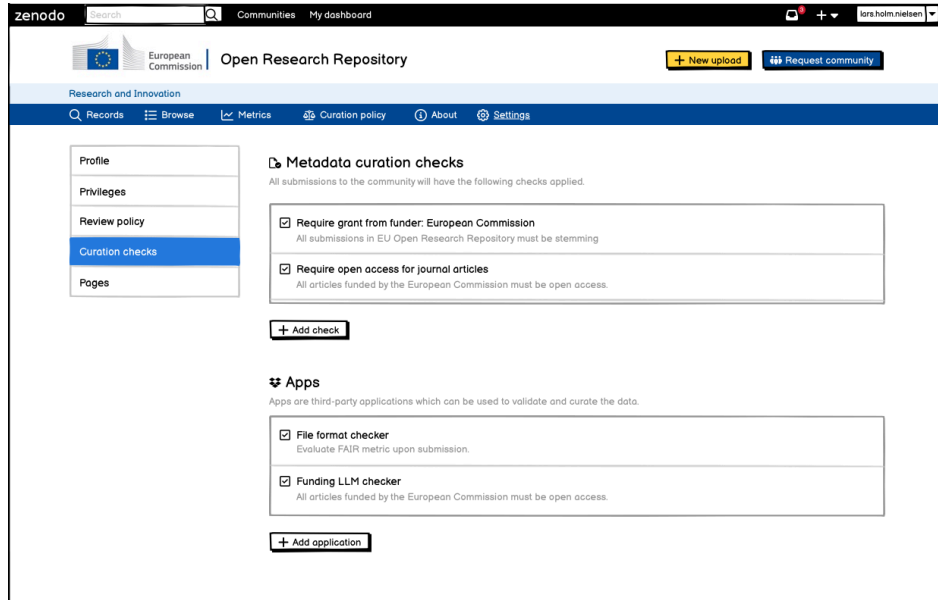 zenodo Search Communities My dashboard 3 lars.holm.nielsen
European
Commission
Open Research Repository
New upload Request community
Research and Innovation
Records Browse Metrics Curation policy About Settings
Profile
Privileges
Review policy
Curation checks
Pages
Metadata curation checks
All submissions to the community will have the following checks applied.
Require grant from funder: European Commission
All submissions in EU Open Research Repository must be stemming
Require open access for journal articles
All articles funded by the European Commission must be open access.
+ Add check
Apps
Apps are third-party applications which can be used to validate and curate the data.
File format checker
Evaluate FAIR metric upon submission.
Funding LLM checker
All articles funded by the European Commission must be open access.
+ Add application